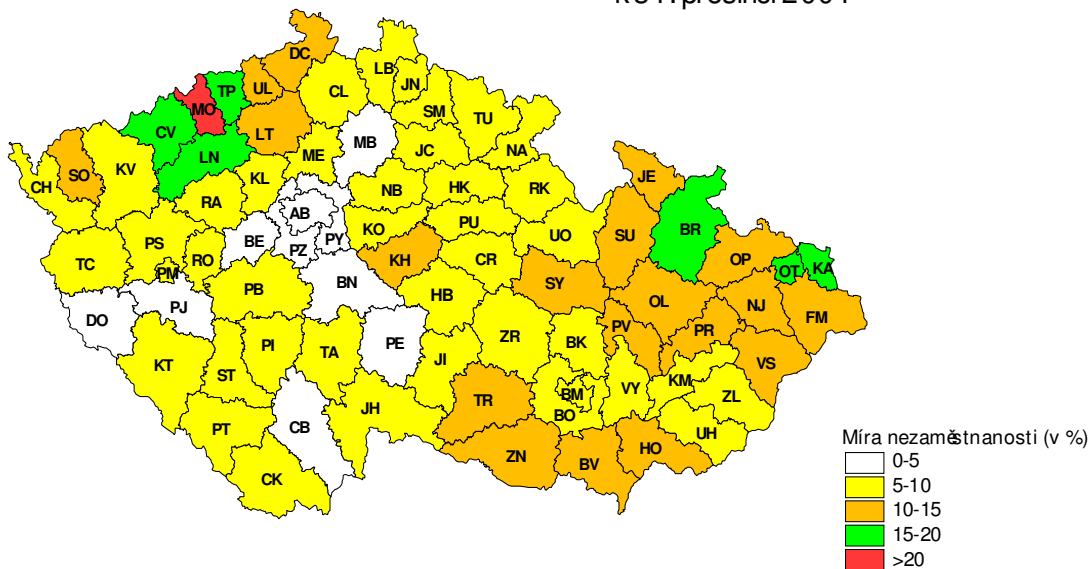 DC
LB
JN
TP
UL
CL
MO
SM
TU
CV
LT
MB
LN
ME
JC
NA
CH
SO
KV
KL
NB
HK
RK
JE
RA
AB
KO
PU
UO
SU
BR
TC
PS
RO
BE
PZ
PY
KH
CR
OP
OT
KA
PM
PB
BN
SY
OL
DO
PJ
HB
NJ
FM
KT
PI
TA
PE
JI
ZR
BK
PV
PR
VS
ST
KM
TR
BM
VY
ZL
PT
CB
JH
BO
UH
CK
ZN
BV
HO
Míra nezaměstnanosti (v %)
0-5
5-10
10-15
15-20
>20